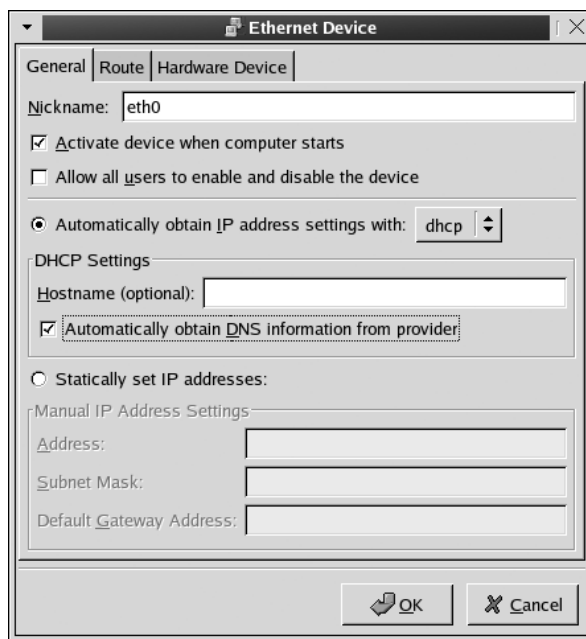 Ethernet Device
General Route Hardware Device
Nickname: eth0
Activate device when computer starts
Allow all users to enable and disable the device
Automatically obtain IP address settings with: dhcp
DHCP Settings
Hostname (optional):
Automatically obtain DNS information from provider
Statically set IP addresses:
Manual IP Address Settings
Address:
Subnet Mask:
Default Gateway Address:
OK Cancel